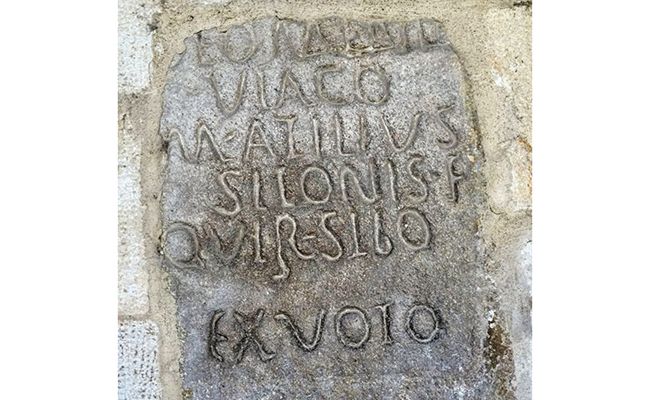 VIACO
M·ATILIVS
SILONIS·F
QVIR·SILO
EX VOTO